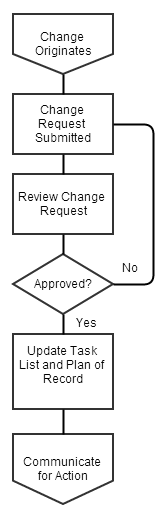 Change
Originates
Change
Request
Submitted
Review Change
Request
Approved?
No
Yes
Update Task
List and Plan of
Record
Communicate
for Action